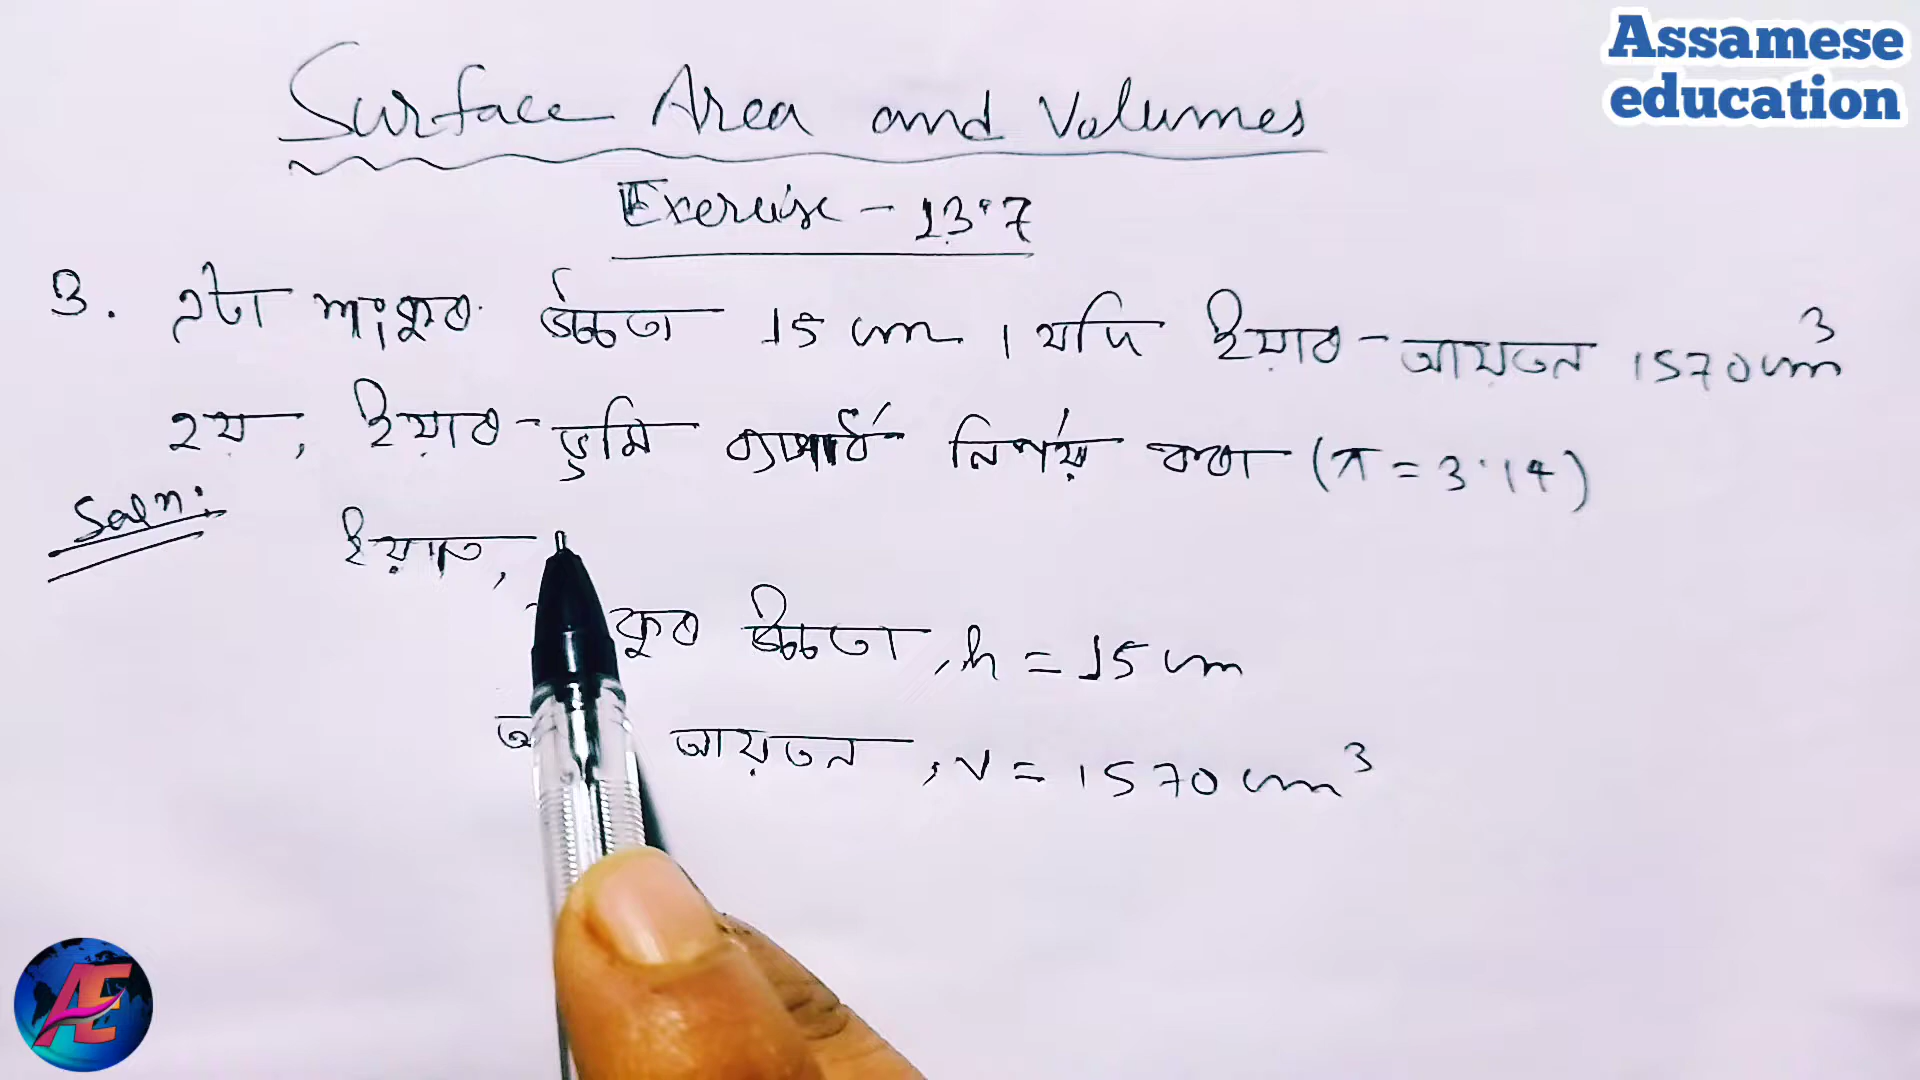 Assamese
education
Surface Area and Volumes
Exercise - 13.7
3. এটা শংকুৰ উচ্চতা 15 cm । যদি ইয়াৰ আয়তন 1570 cm³
হয়, ইয়াৰ ভূমি ব্যাসাৰ্ধ নিৰ্ণয় কৰা (π = 3.14)
Soln:
ইয়াত,
কুৰ উচ্চতা, h = 15 cm
আয়তন, v = 1570 cm³
AE